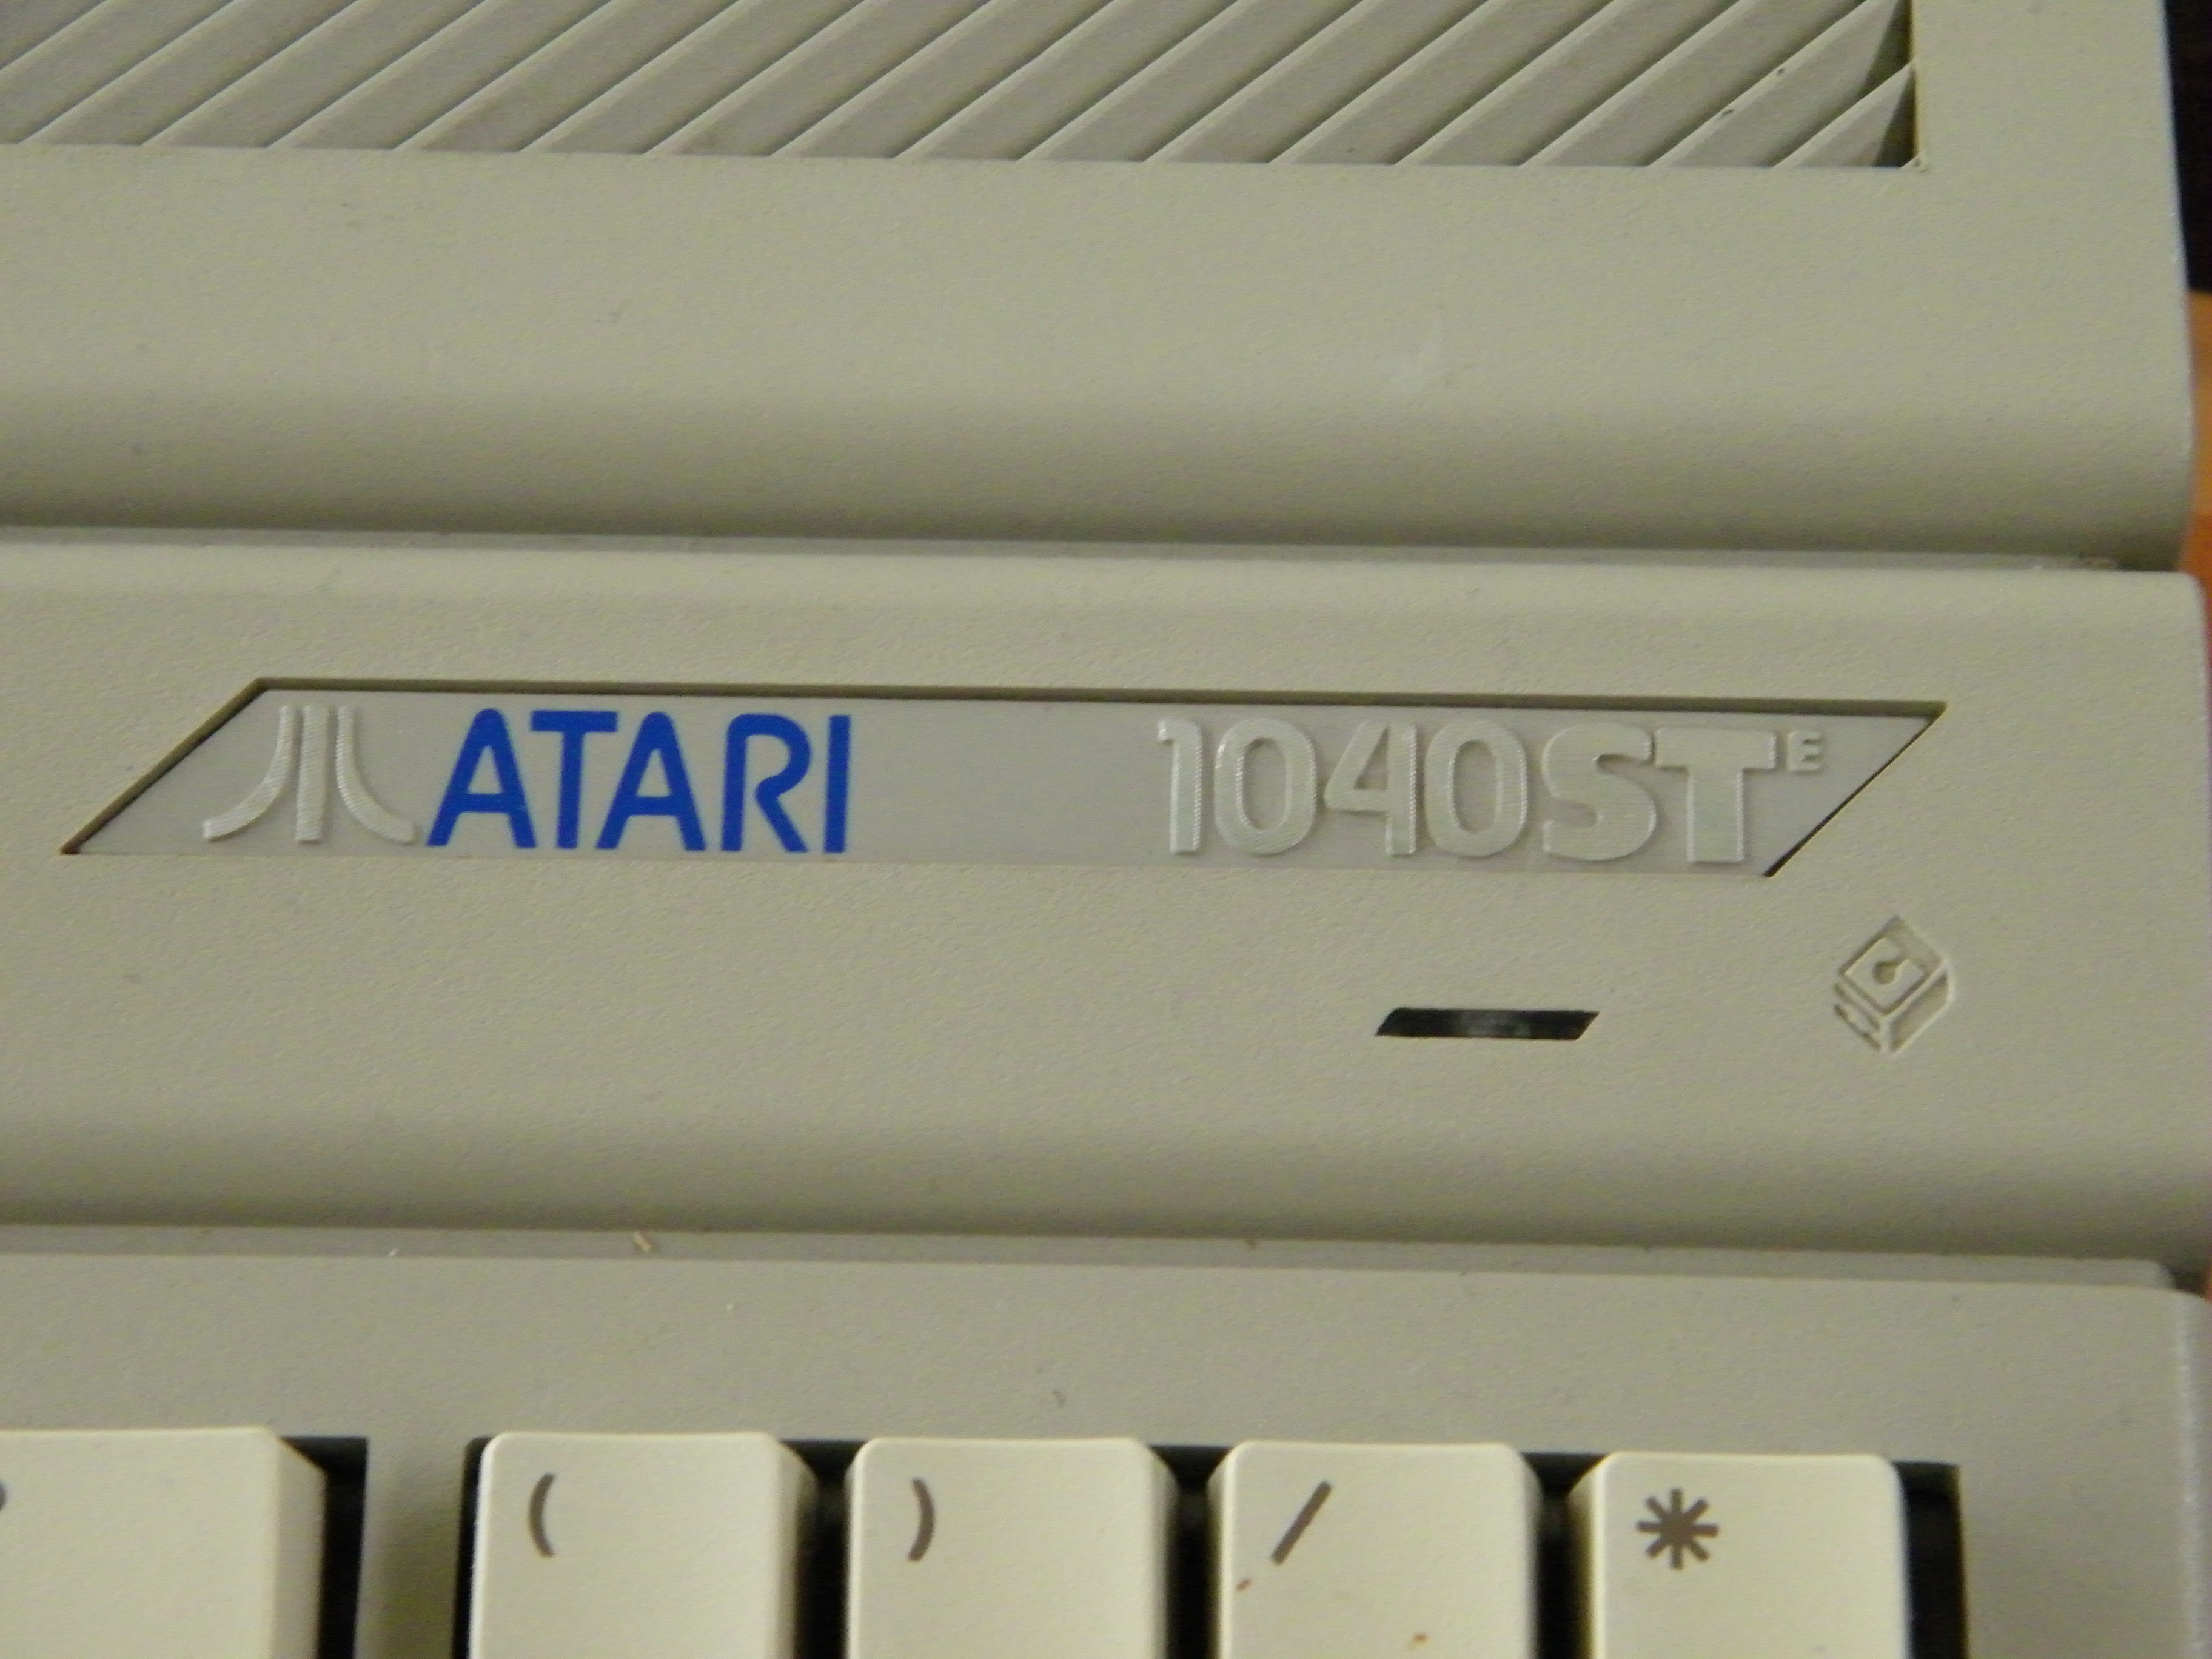 ATARI 1040STE
( ) / *